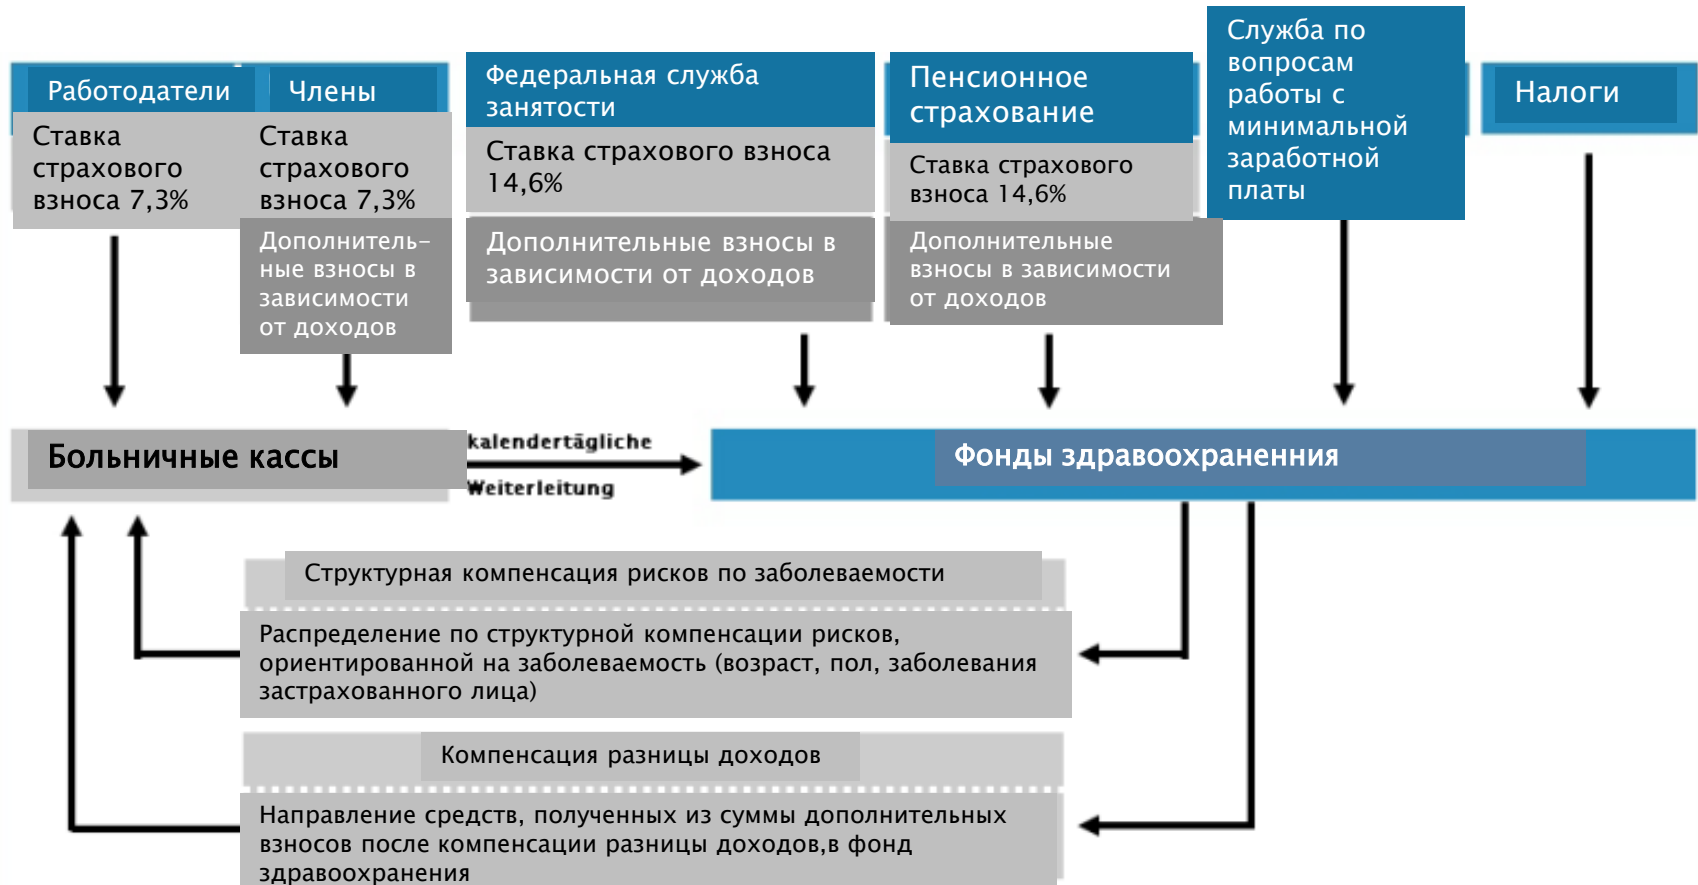 Работодатели
Ставка
страхового
взноса 7,3%
Члены
Ставка
страхового
взноса 7,3%
Дополнитель-
ные взносы в
зависимости
от доходов
Федеральная служба
занятости
Ставка страхового взноса
14,6%
Дополнительные взносы в
зависимости от доходов
Пенсионное
страхование
Ставка страхового
взноса 14,6%
Дополнительные
взносы в зависимости
от доходов
Служба по
вопросам
работы с
минимальной
заработной
платы
Налоги
Больничные кассы
kalendertägliche
Weiterleitung
Фонды здравоохраненния
Структурная компенсация рисков по заболеваемости
Распределение по структурной компенсации рисков,
ориентированной на заболеваемость (возраст, пол, заболевания
застрахованного лица)
Компенсация разницы доходов
Направление средств, полученных из суммы дополнительных
взносов после компенсации разницы доходов,в фонд
здравоохранения